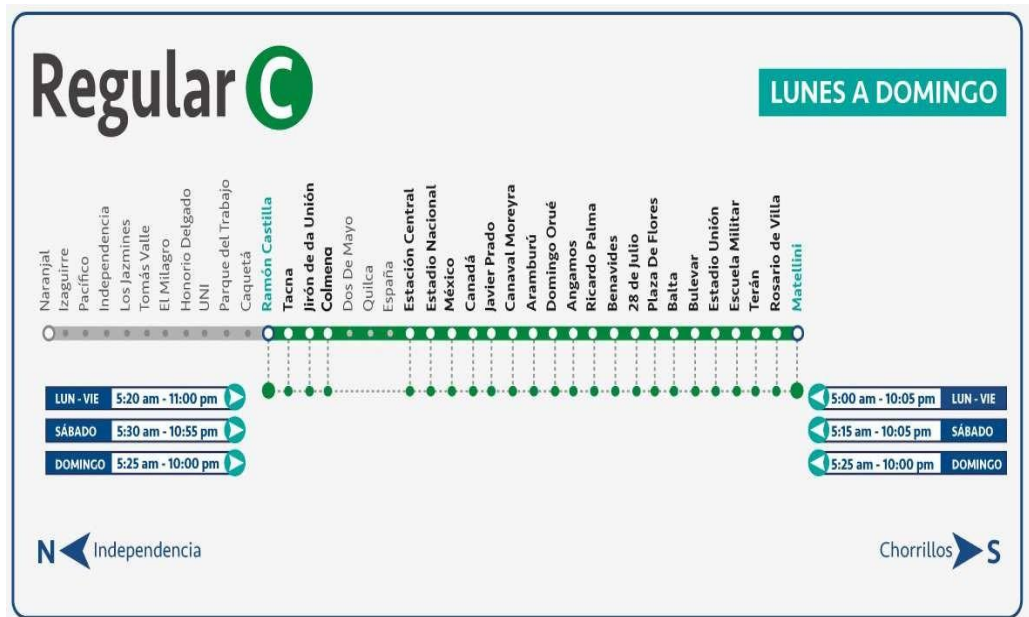 Regular C
LUNES A DOMINGO
Naranjal
Izaguirre
Pacífico
Independencia
Los Jazmines
Tomás Valle
El Milagro
Honorio Delgado
UNI
Parque del Trabajo
Caquetá
Ramón Castilla
Tacna
Jirón de da Unión
Colmena
Dos De Mayo
Quilca
España
Estación Central
Estadio Nacional
México
Canadá
Javier Prado
Canaval Moreyra
Aramburú
Domingo Orué
Angamos
Ricardo Palma
Benavides
28 de Julio
Plaza De Flores
Balta
Bulevar
Estadio Unión
Escuela Militar
Terán
Rosario de Villa
Matellini
LUN - VIE 5:20 am - 11:00 pm
SÁBADO 5:30 am - 10:55 pm
DOMINGO 5:25 am - 10:00 pm
5:00 am - 10:05 pm LUN - VIE
5:15 am - 10:05 pm SÁBADO
5:25 am - 10:00 pm DOMINGO
N Independencia
Chorrillos S